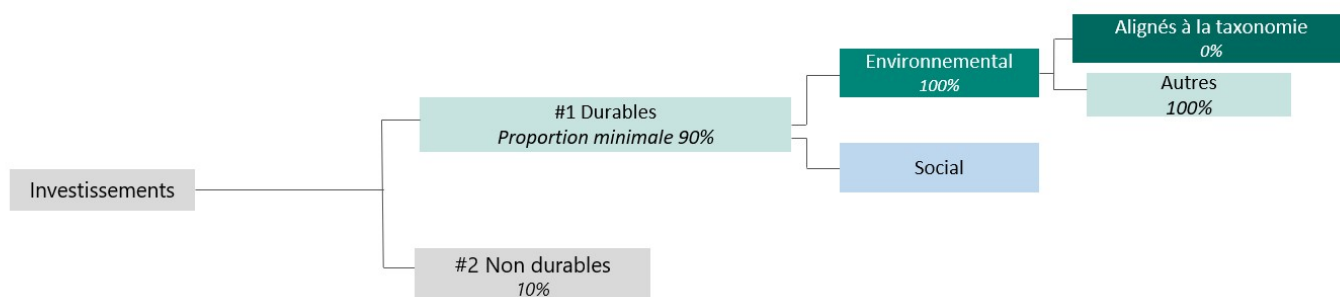 Investissements
#1 Durables
Proportion minimale 90%
#2 Non durables
10%
Environnemental
100%
Social
Alignés à la taxonomie
0%
Autres
100%